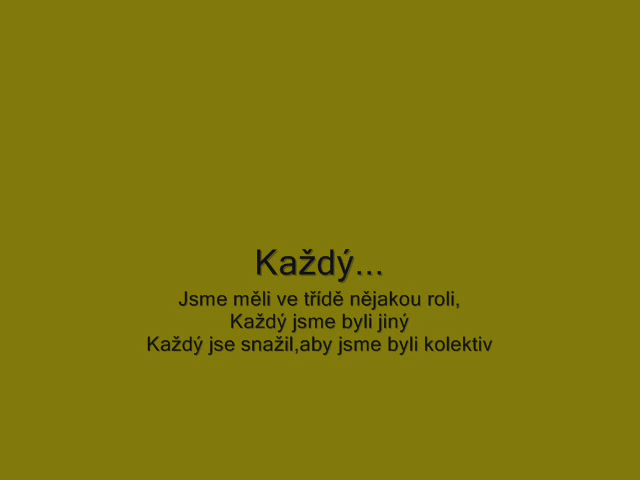 Každý...
Jsme měli ve třídě nějakou roli,
Každý jsme byli jiný
Každý jse snažil,aby jsme byli kolektiv